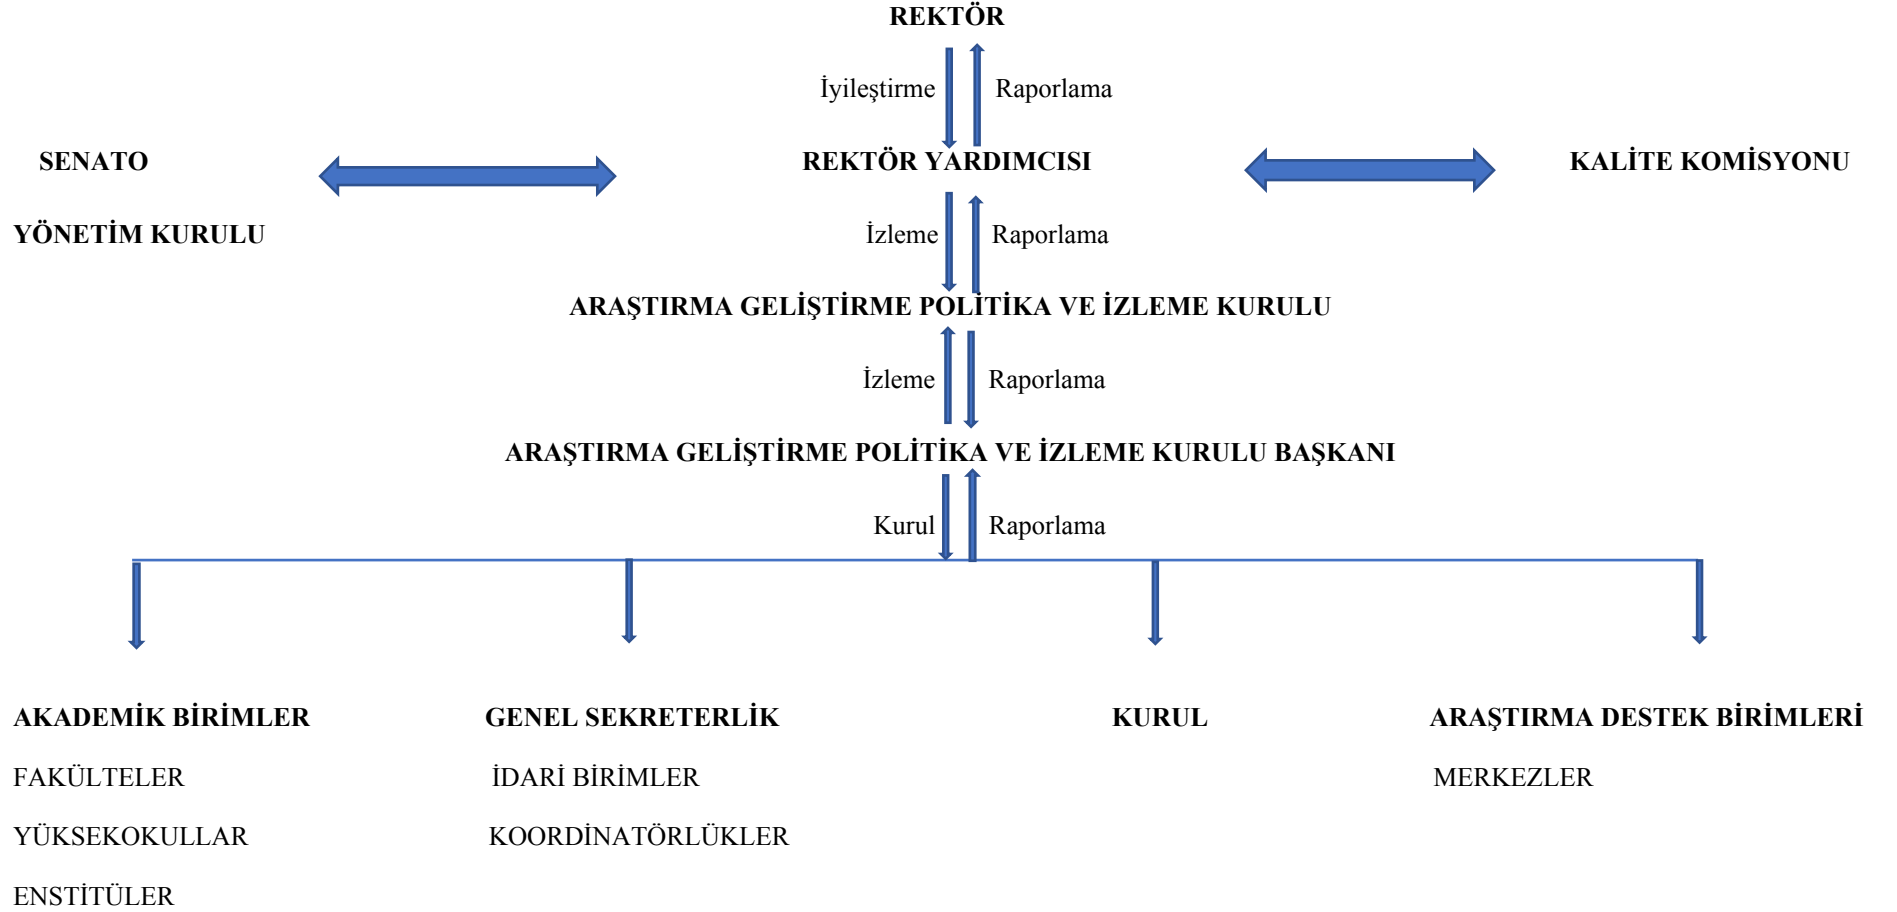 REKTÖR
İyileştirme Raporlama
SENATO REKTÖR YARDIMCISI KALİTE KOMİSYONU
YÖNETİM KURULU İzleme Raporlama
ARAŞTIRMA GELİŞTİRME POLİTİKA VE İZLEME KURULU
İzleme Raporlama
ARAŞTIRMA GELİŞTİRME POLİTİKA VE İZLEME KURULU BAŞKANI
Kurul Raporlama
AKADEMİK BİRİMLER GENEL SEKRETERLİK KURUL ARAŞTIRMA DESTEK BİRİMLERİ
FAKÜLTELER İDARİ BİRİMLER MERKEZLER
YÜKSEKOKULLAR KOORDİNATÖRLÜKLER
ENSTİTÜLER